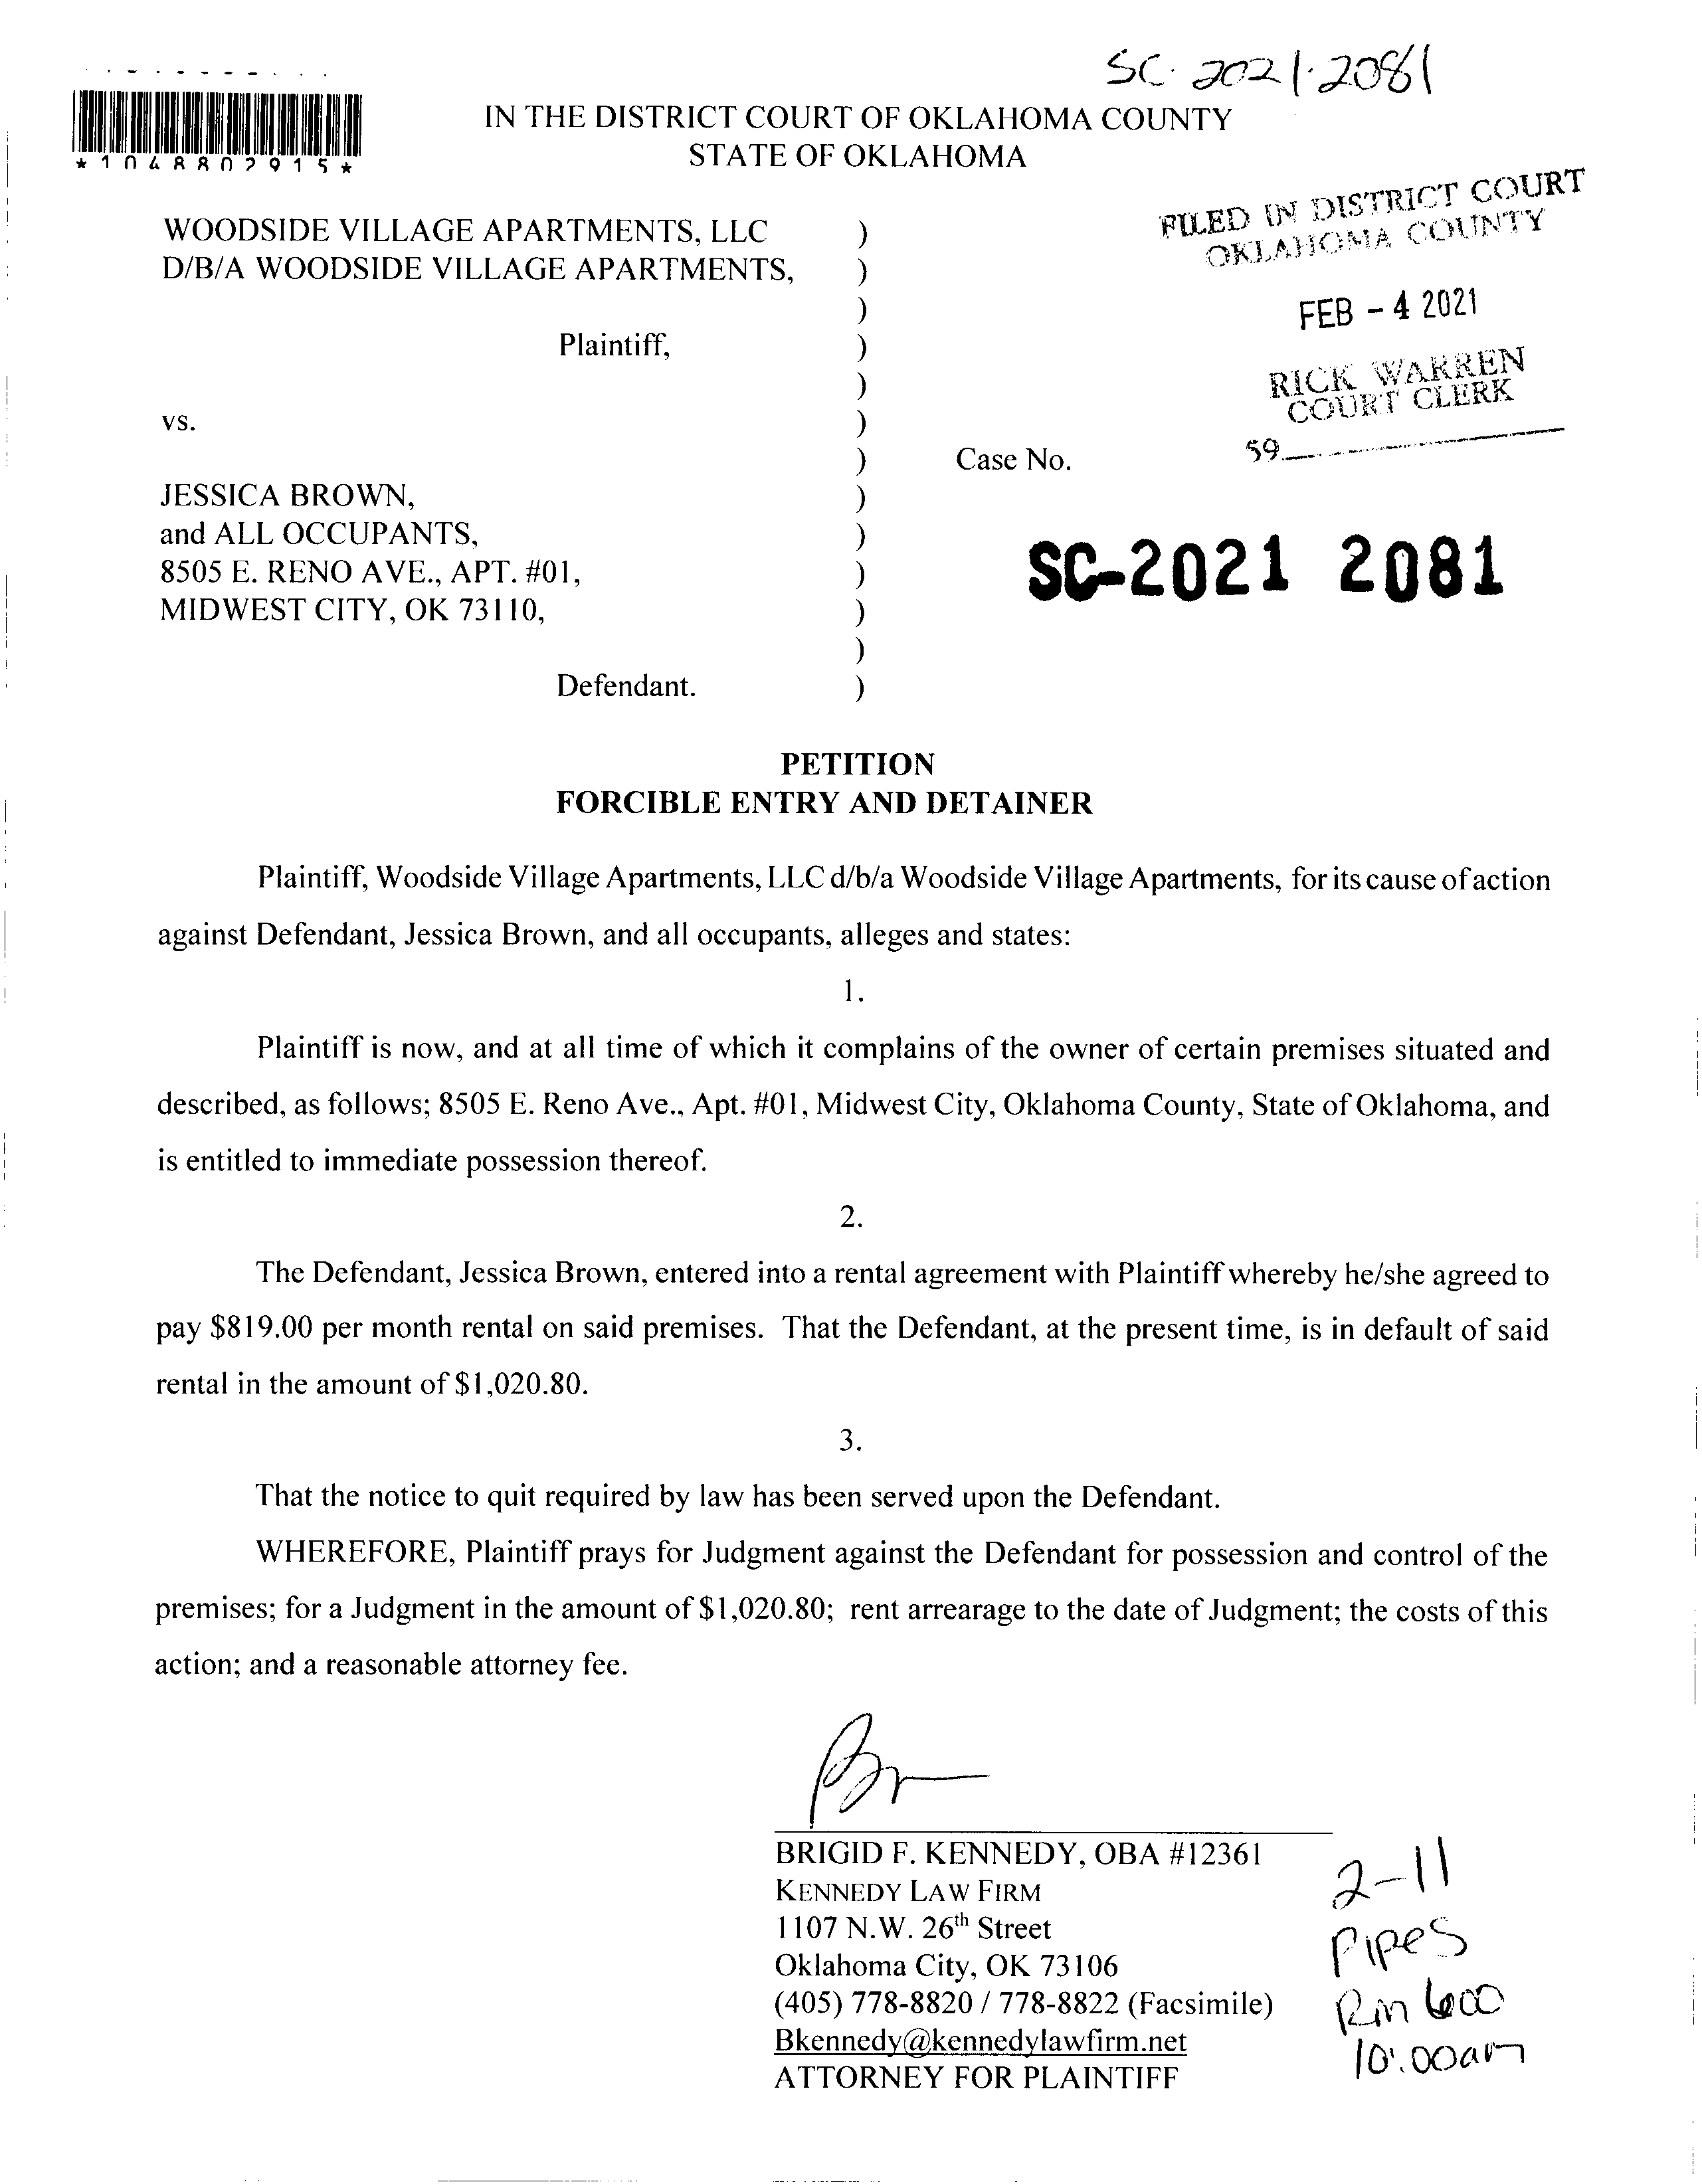 SC-2021-2081
*1048807915*
IN THE DISTRICT COURT OF OKLAHOMA COUNTY
STATE OF OKLAHOMA
FILED IN DISTRICT COURT
OKLAHOMA COUNTY
FEB - 4 2021
RICK WARREN
COURT CLERK
59
WOODSIDE VILLAGE APARTMENTS, LLC )
D/B/A WOODSIDE VILLAGE APARTMENTS, )
)
Plaintiff, )
)
vs. )
) Case No.
JESSICA BROWN, )
and ALL OCCUPANTS, )
8505 E. RENO AVE., APT. #01, )
MIDWEST CITY, OK 73110, )
)
Defendant. )
SC-2021 2081
PETITION
FORCIBLE ENTRY AND DETAINER
Plaintiff, Woodside Village Apartments, LLC d/b/a Woodside Village Apartments, for its cause of action
against Defendant, Jessica Brown, and all occupants, alleges and states:
1.
Plaintiff is now, and at all time of which it complains of the owner of certain premises situated and
described, as follows; 8505 E. Reno Ave., Apt. #01, Midwest City, Oklahoma County, State of Oklahoma, and
is entitled to immediate possession thereof.
2.
The Defendant, Jessica Brown, entered into a rental agreement with Plaintiff whereby he/she agreed to
pay $819.00 per month rental on said premises. That the Defendant, at the present time, is in default of said
rental in the amount of $1,020.80.
3.
That the notice to quit required by law has been served upon the Defendant.
WHEREFORE, Plaintiff prays for Judgment against the Defendant for possession and control of the
premises; for a Judgment in the amount of $1,020.80; rent arrearage to the date of Judgment; the costs of this
action; and a reasonable attorney fee.
BRIGID F. KENNEDY, OBA #12361
KENNEDY LAW FIRM
1107 N.W. 26th Street
Oklahoma City, OK 73106
(405) 778-8820 / 778-8822 (Facsimile)
Bkennedy@kennedylawfirm.net
ATTORNEY FOR PLAINTIFF
2-11
Pipes
Rm 600
10:00am